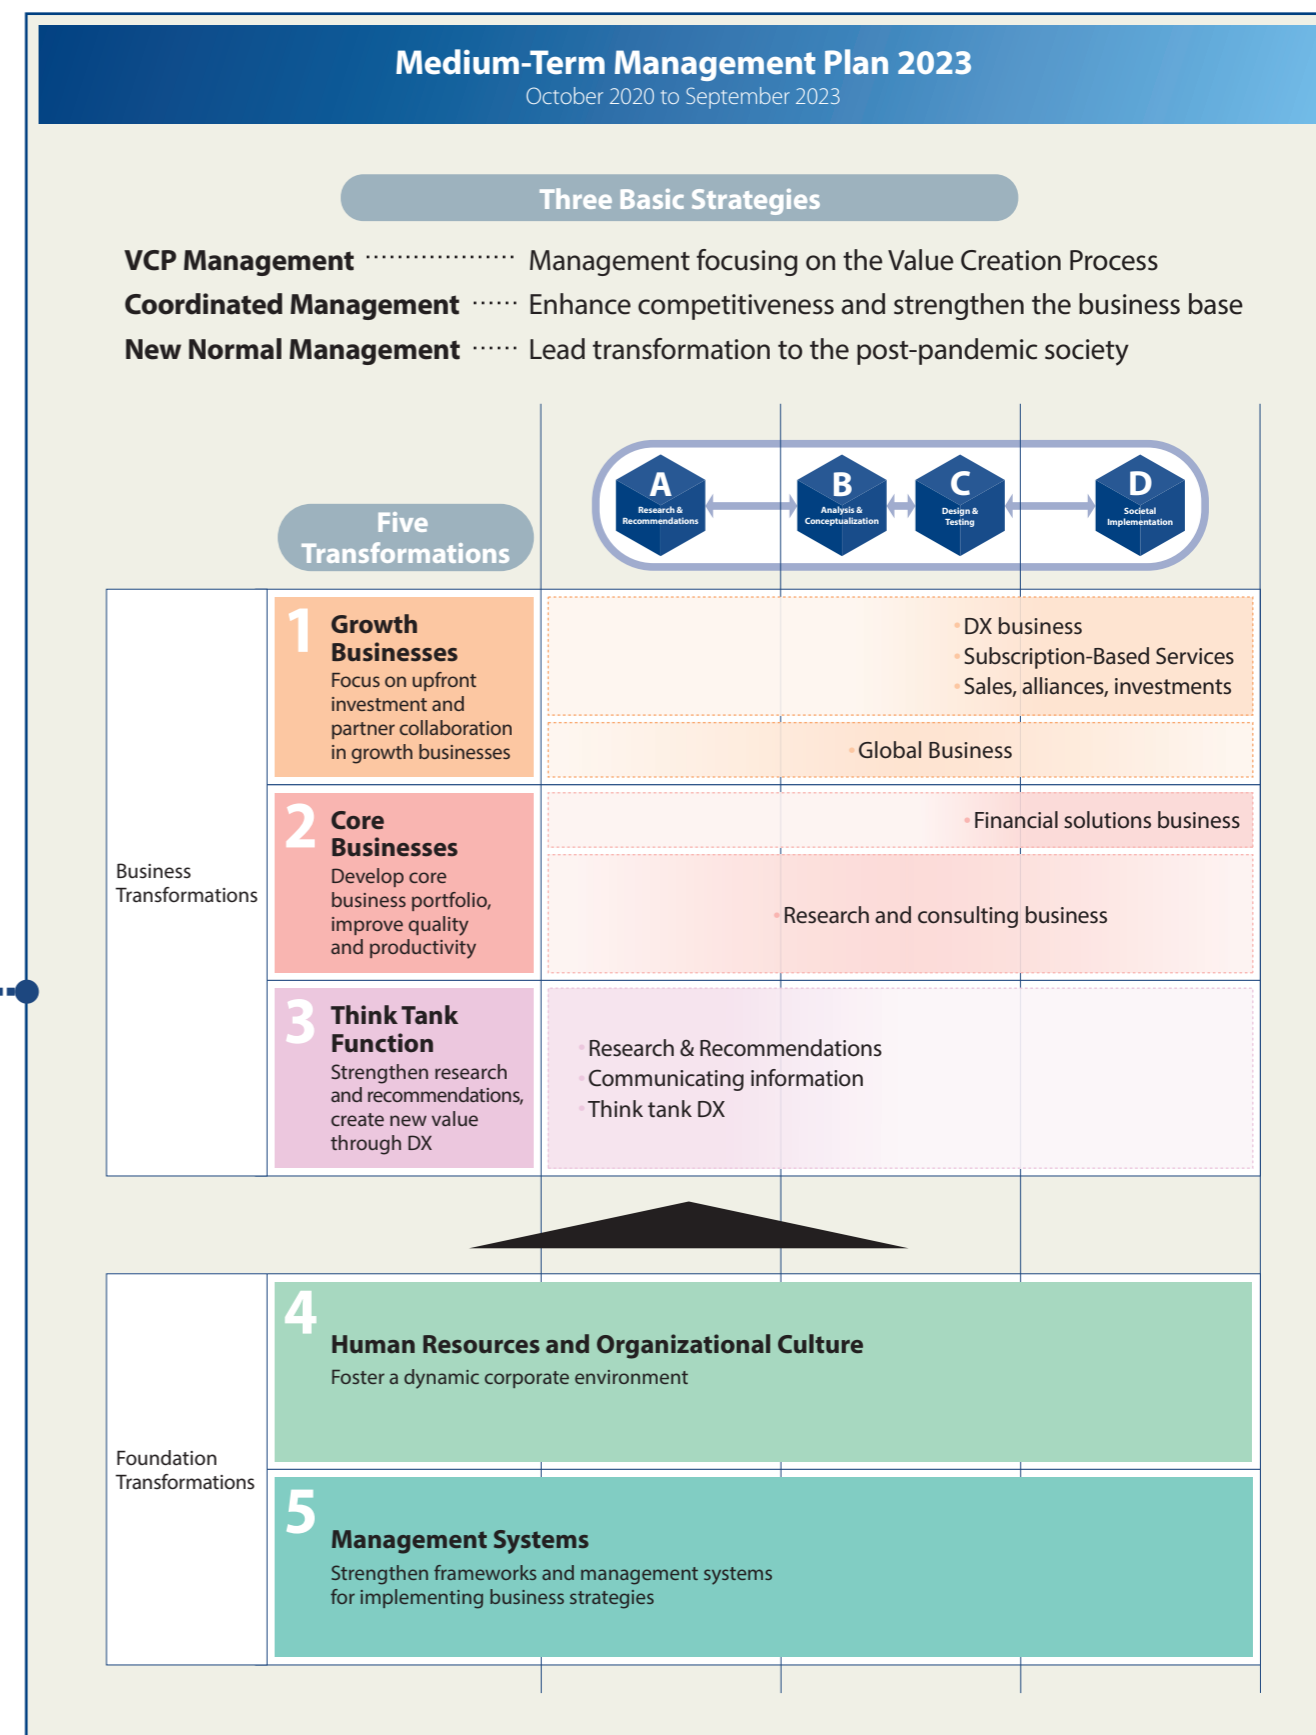 Medium-Term Management Plan 2023
October 2020 to September 2023
Three Basic Strategies
VCP Management ··················· Management focusing on the Value Creation Process
Coordinated Management ······ Enhance competitiveness and strengthen the business base
New Normal Management ······ Lead transformation to the post-pandemic society
Five
Transformations
A
Research &
Recommendations
B
Analysis &
Conceptualization
C
Design &
Testing
D
Societal
Implementation
Business
Transformations
1
Growth
Businesses
Focus on upfront
investment and
partner collaboration
in growth businesses
•DX business
•Subscription-Based Services
•Sales, alliances, investments
•Global Business
2
Core
Businesses
Develop core
business portfolio,
improve quality
and productivity
•Financial solutions business
•Research and consulting business
3
Think Tank
Function
Strengthen research
and recommendations,
create new value
through DX
•Research & Recommendations
•Communicating information
•Think tank DX
Foundation
Transformations
4
Human Resources and Organizational Culture
Foster a dynamic corporate environment
5
Management Systems
Strengthen frameworks and management systems
for implementing business strategies